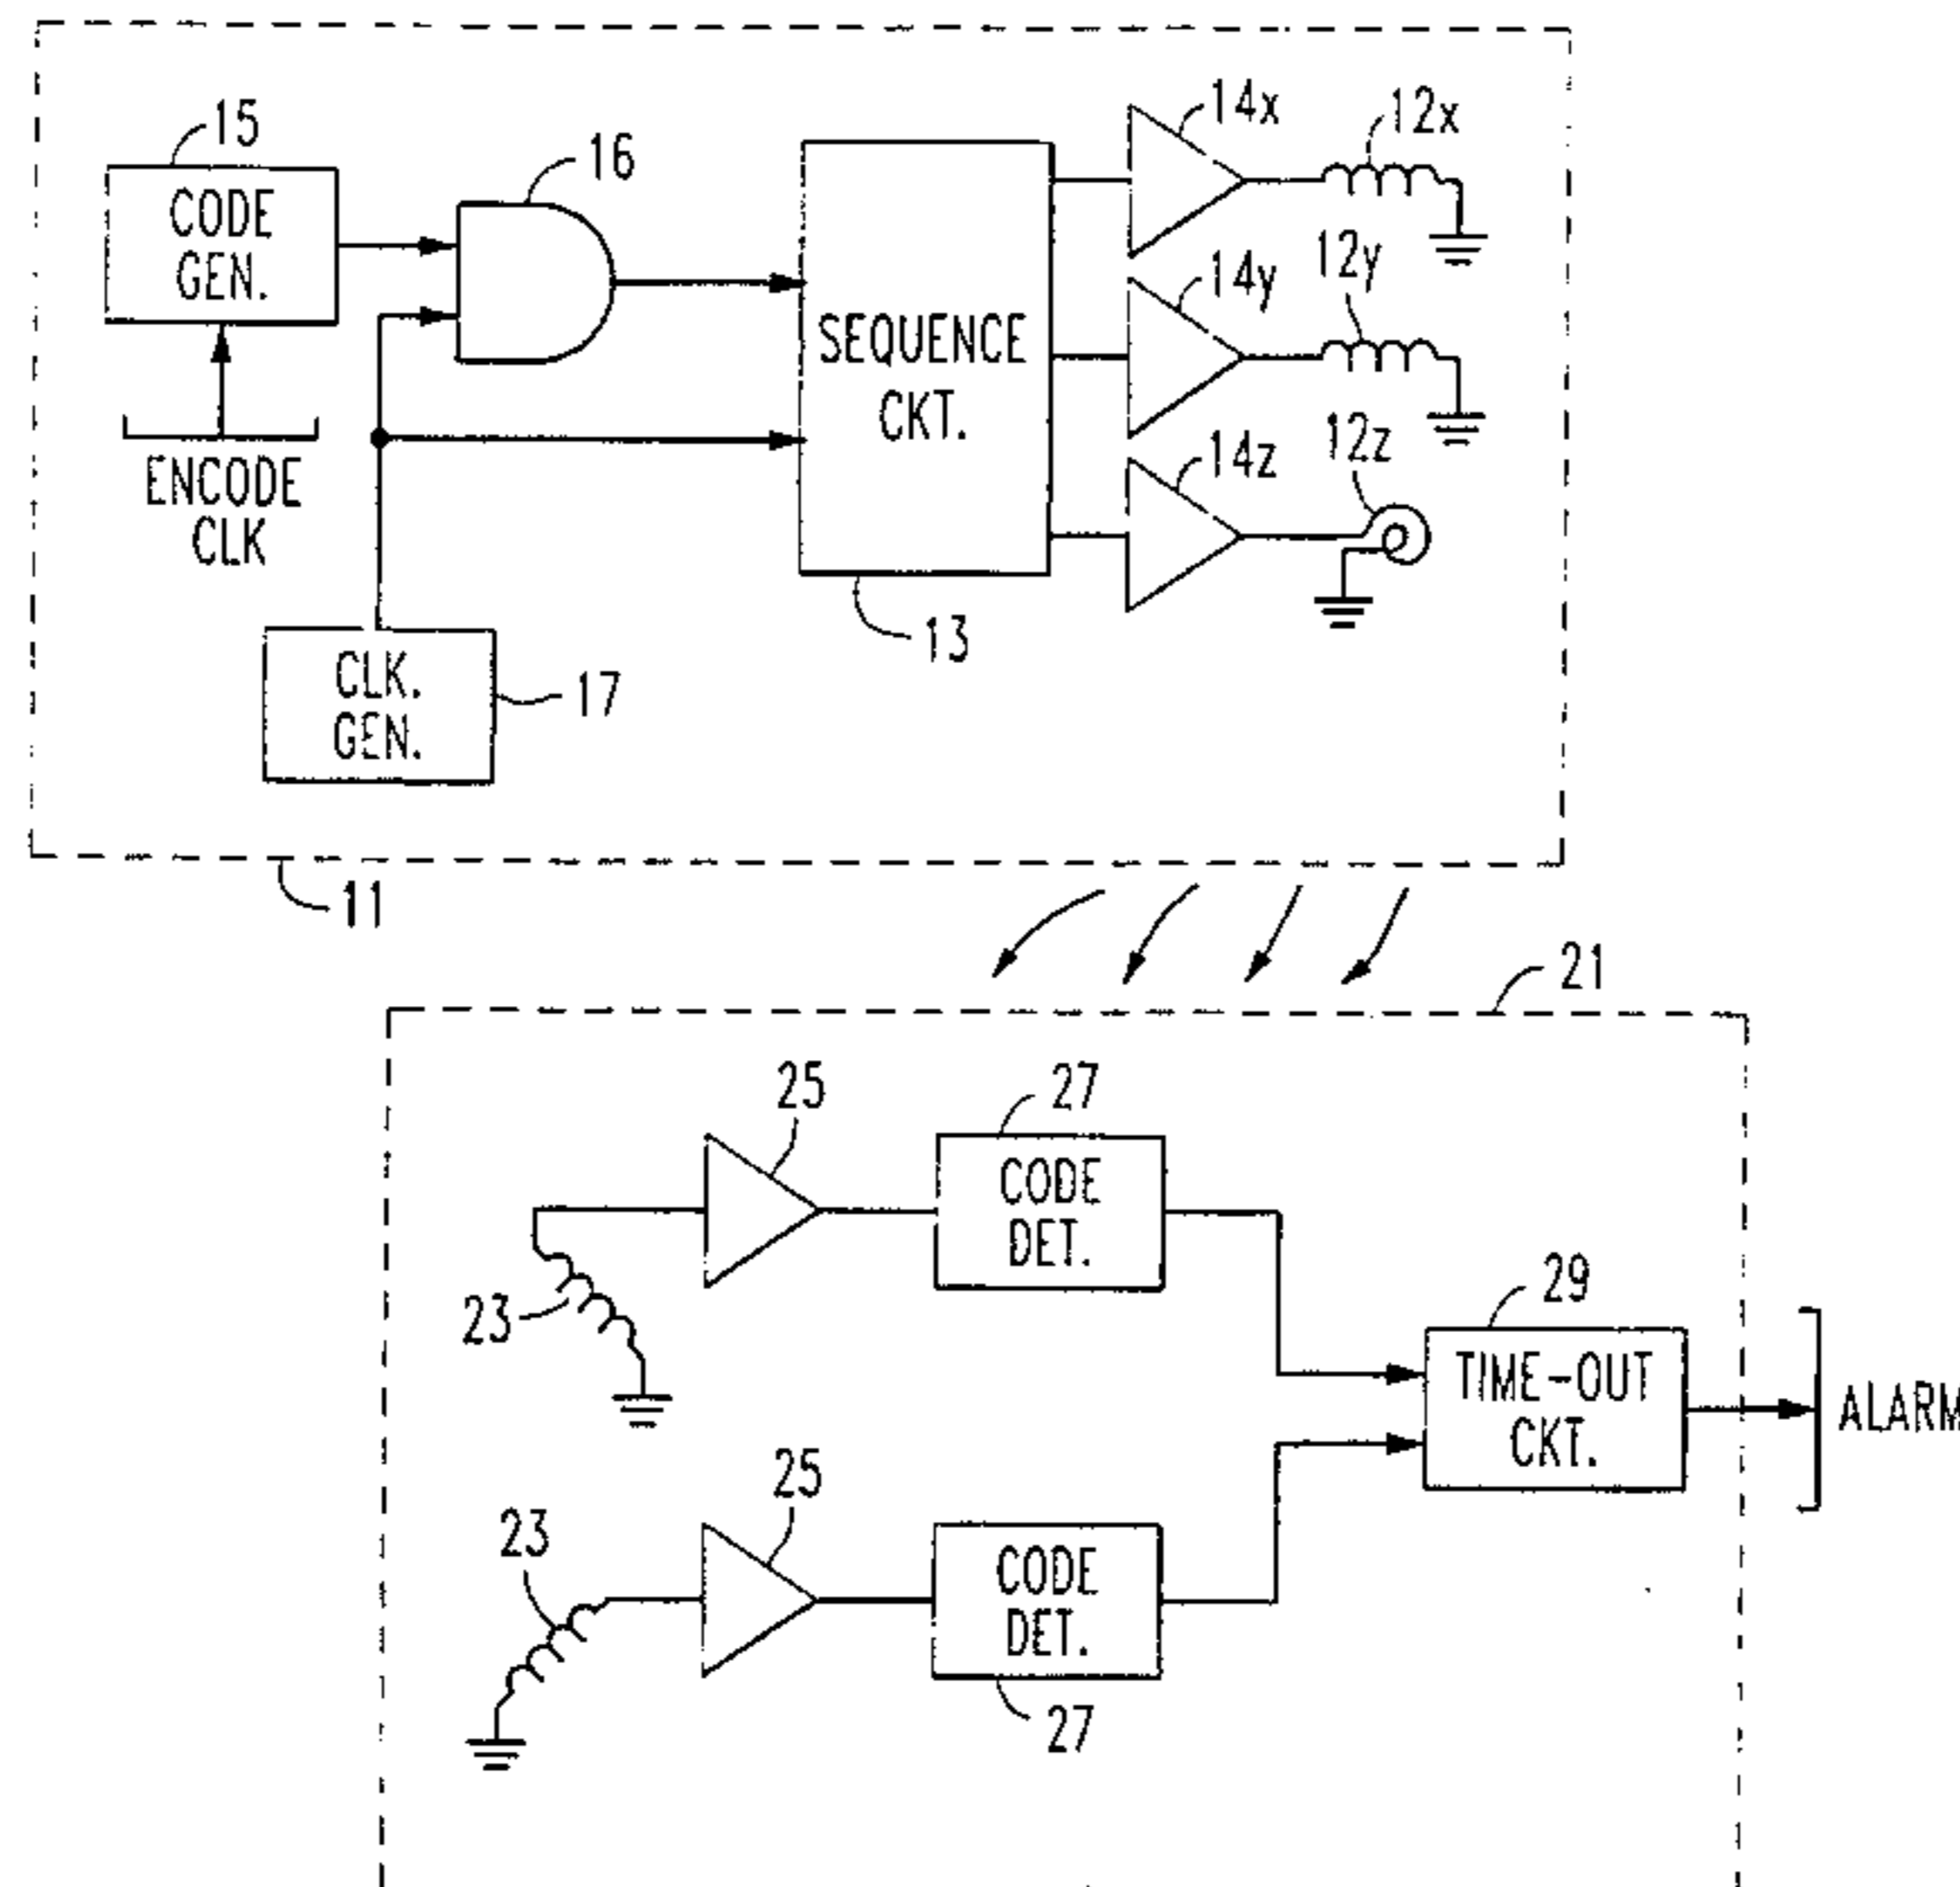 15
CODE
GEN.
16
ENCODE
CLK
CLK.
GEN.
17
SEQUENCE
CKT.
13
14x
12x
14y
12y
14z
12z
11
21
25
27
CODE
DET.
23
29
TIME-OUT
CKT.
ALARM
25
23
CODE
DET.
27